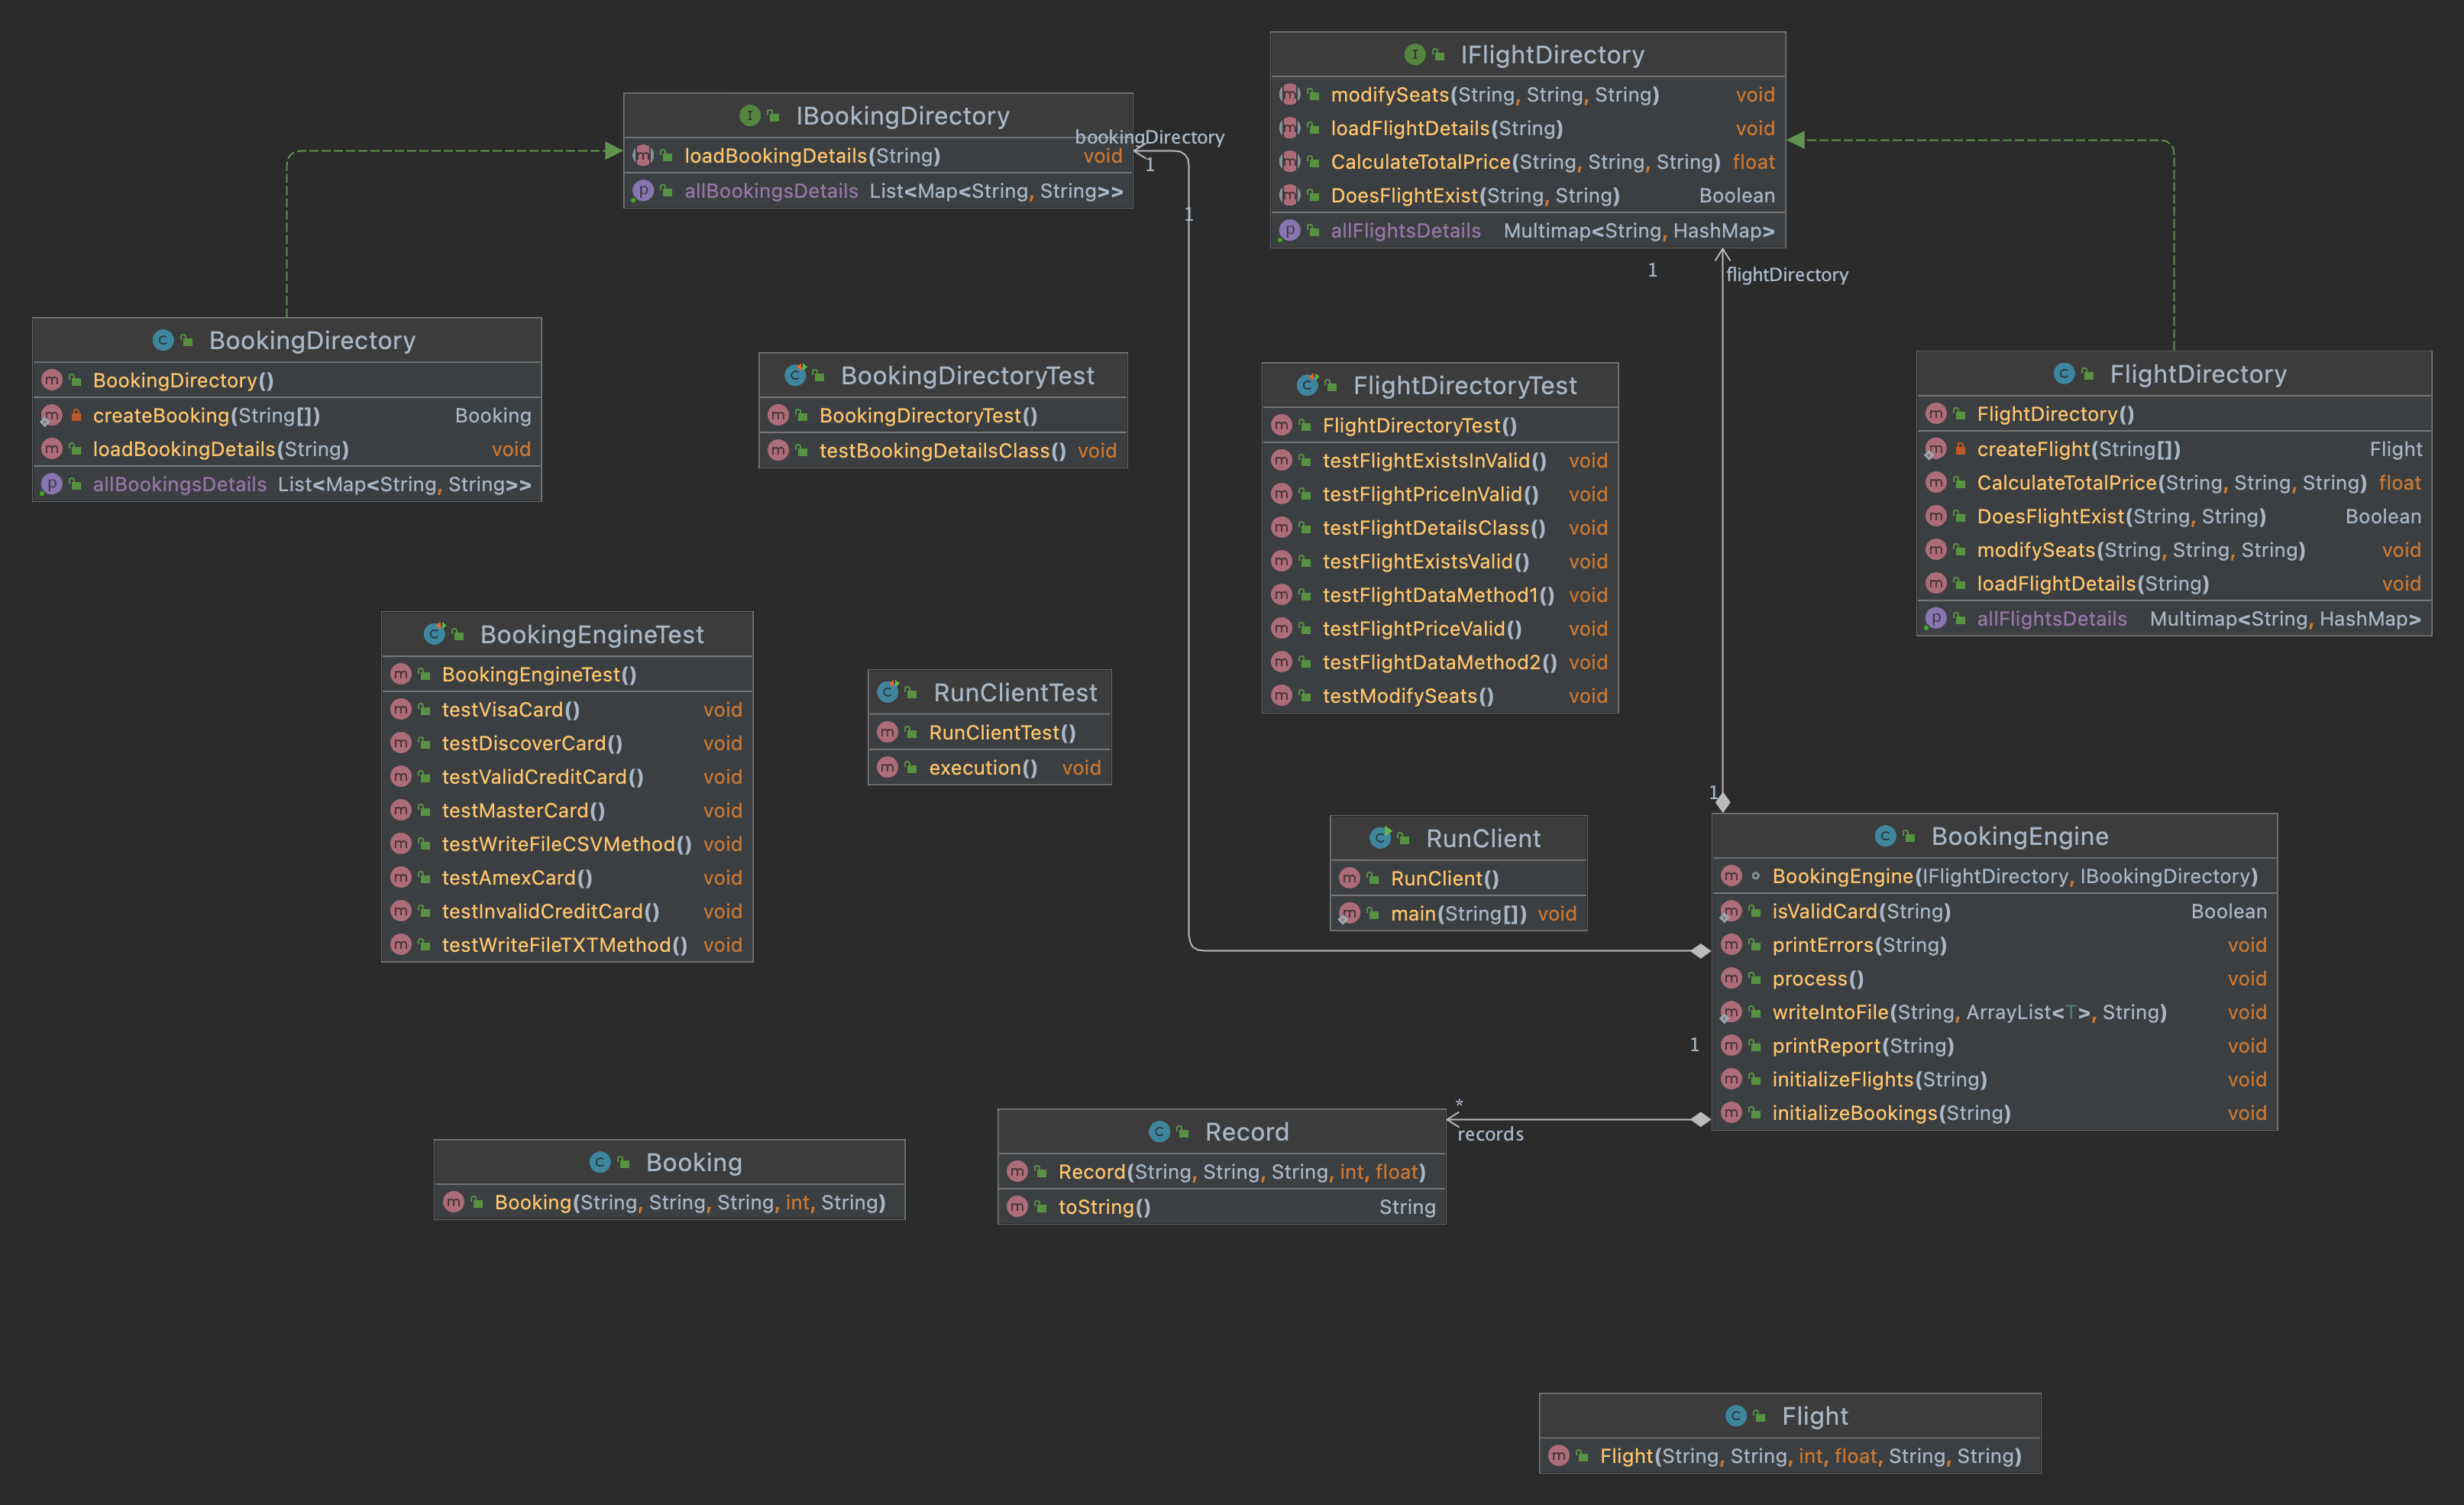 IFlightDirectory
modifySeats(String, String, String) void
loadFlightDetails(String) void
CalculateTotalPrice(String, String, String) float
DoesFlightExist(String, String) Boolean
allFlightsDetails Multimap<String, HashMap>
IBookingDirectory
loadBookingDetails(String) void
allBookingsDetails List<Map<String, String>>
bookingDirectory
1
1
1
flightDirectory
BookingDirectory
BookingDirectory()
createBooking(String[]) Booking
loadBookingDetails(String) void
allBookingsDetails List<Map<String, String>>
BookingDirectoryTest
BookingDirectoryTest()
testBookingDetailsClass() void
FlightDirectoryTest
FlightDirectoryTest()
testFlightExistsInValid() void
testFlightPriceInValid() void
testFlightDetailsClass() void
testFlightExistsValid() void
testFlightDataMethod1() void
testFlightPriceValid() void
testFlightDataMethod2() void
testModifySeats() void
FlightDirectory
FlightDirectory()
createFlight(String[]) Flight
CalculateTotalPrice(String, String, String) float
DoesFlightExist(String, String) Boolean
modifySeats(String, String, String) void
loadFlightDetails(String) void
allFlightsDetails Multimap<String, HashMap>
BookingEngineTest
BookingEngineTest()
testVisaCard() void
testDiscoverCard() void
testValidCreditCard() void
testMasterCard() void
testWriteFileCSVMethod() void
testAmexCard() void
testInvalidCreditCard() void
testWriteFileTXTMethod() void
RunClientTest
RunClientTest()
execution() void
RunClient
RunClient()
main(String[]) void
1
BookingEngine
BookingEngine(IFlightDirectory, IBookingDirectory)
isValidCard(String) Boolean
printErrors(String) void
process() void
writeIntoFile(String, ArrayList<T>, String) void
printReport(String) void
initializeFlights(String) void
initializeBookings(String) void
1
*
records
Record
Record(String, String, String, int, float)
toString() String
Booking
Booking(String, String, String, int, String)
Flight
Flight(String, String, int, float, String, String)